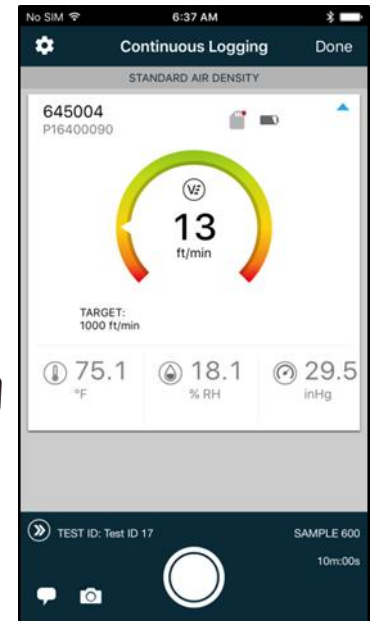 No SIM 6:37 AM
Continuous Logging Done
STANDARD AIR DENSITY
645004
P16400090
13
ft/min
TARGET:
1000 ft/min
75.1 18.1 29.5
°F % RH inHg
TEST ID: Test ID 17 SAMPLE 600
10m:00s